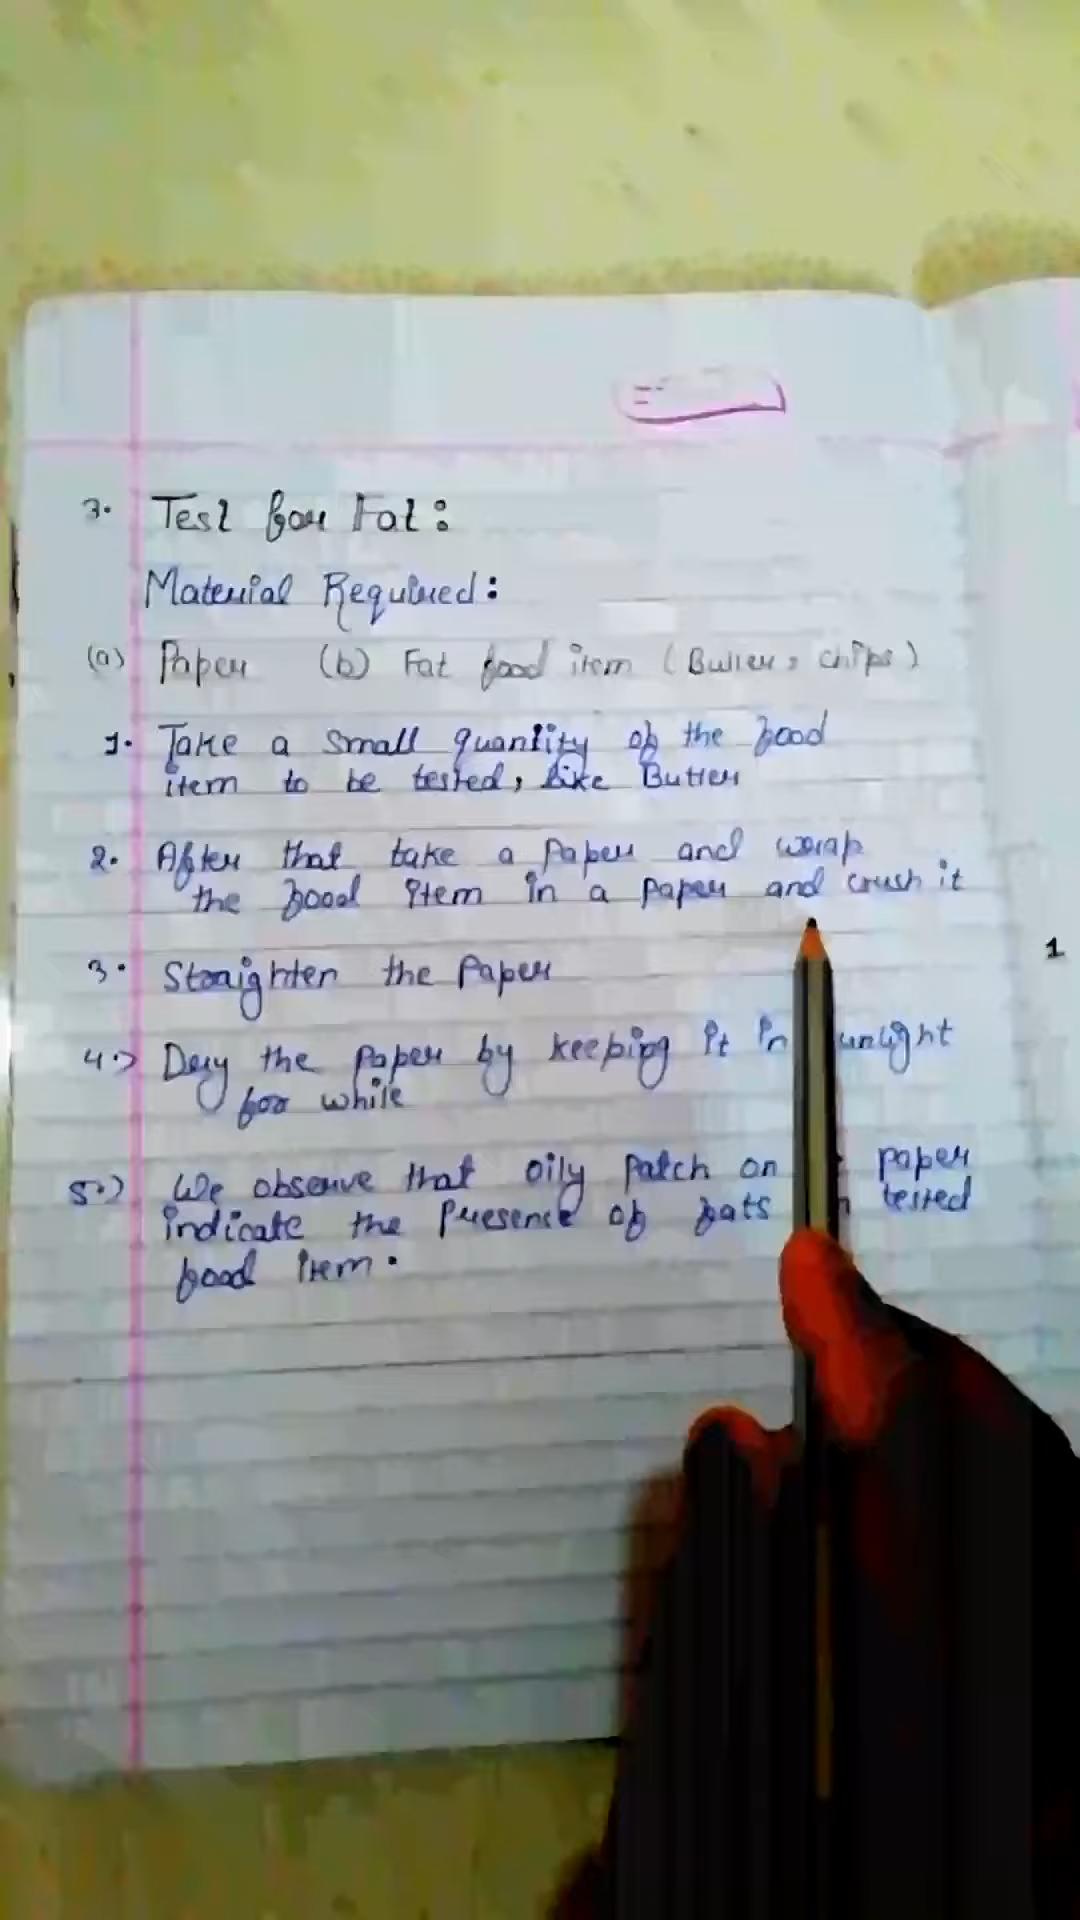 3. Test for Fat:
Material Required:
(a) Paper (b) Fat food item (Butter, chips)
1. Take a small quantity of the food
item to be tested, like Butter
2. After that take a paper and wrap
the food item in a paper and crush it
3. Straighten the Paper
4.) Dry the paper by keeping it in unlight
for while
5.) We observe that oily patch on paper
indicate the Presence of fats tested
food item.
1